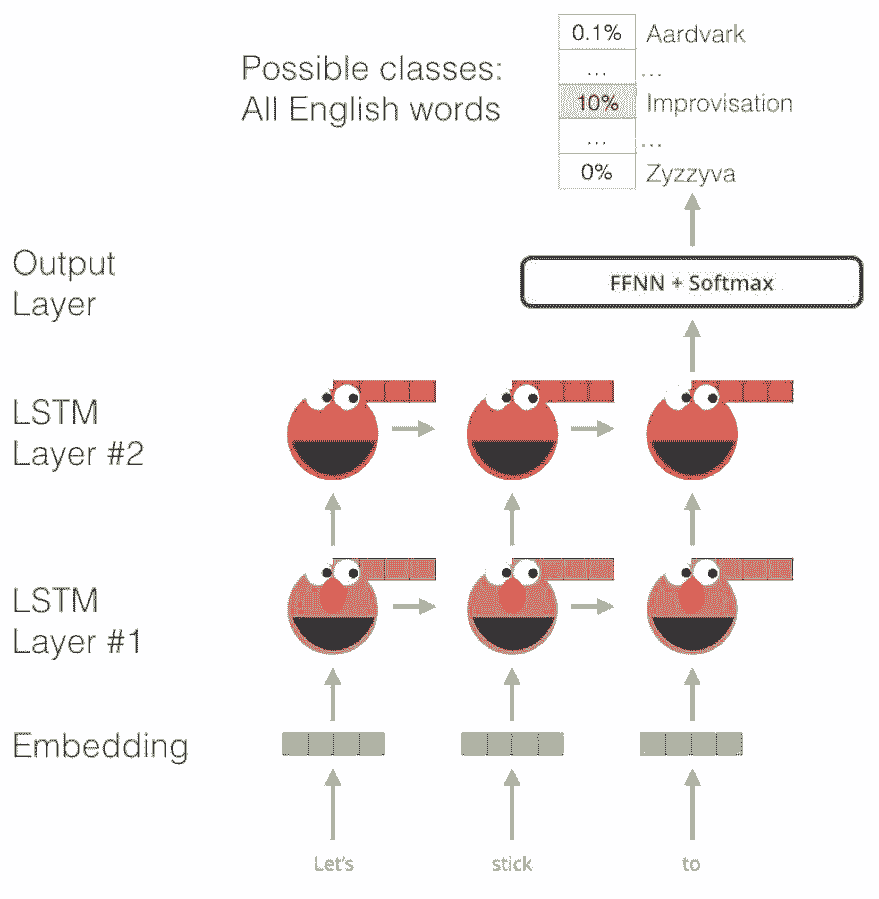 Possible classes:
All English words
0.1% Aardvark
... ...
10% Improvisation
... ...
0% Zyzzyva
Output
Layer
FFNN + Softmax
LSTM
Layer #2
LSTM
Layer #1
Embedding
Let's stick to